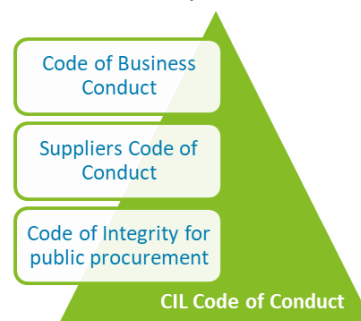 Code of Business
Conduct
Suppliers Code of
Conduct
Code of Integrity for
public procurement
CIL Code of Conduct